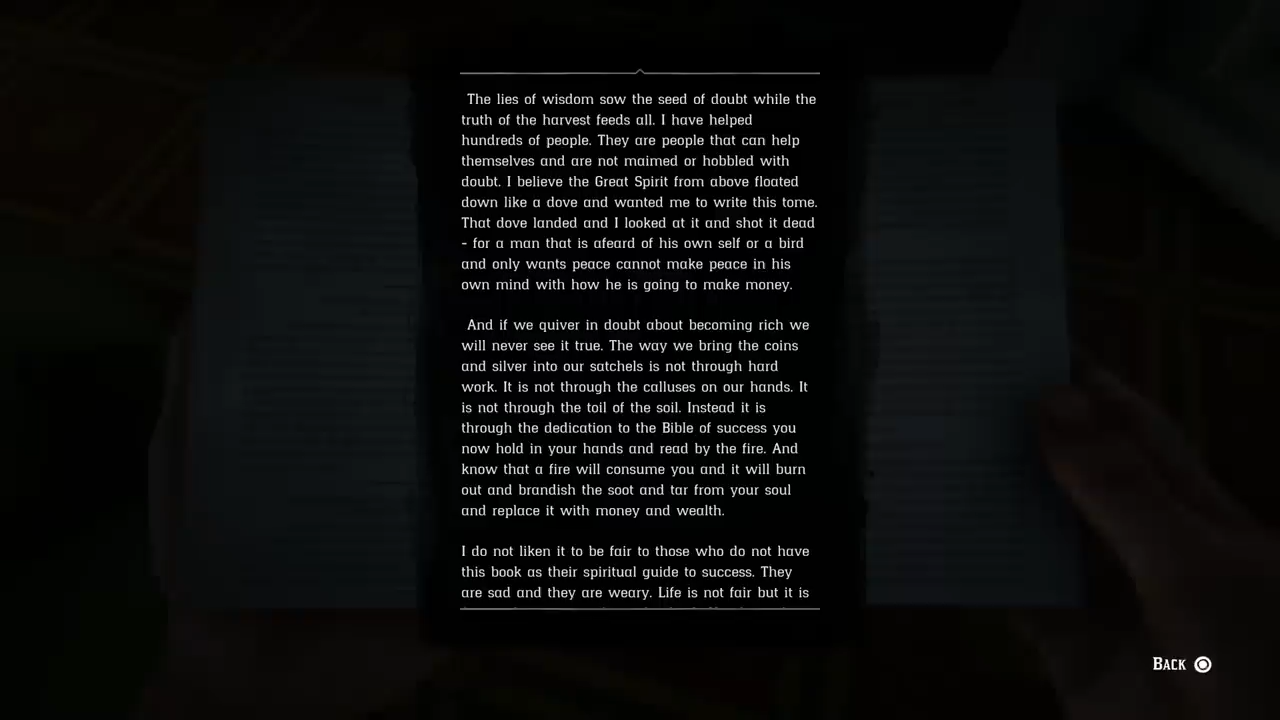 The lies of wisdom sow the seed of doubt while the
truth of the harvest feeds all. I have helped
hundreds of people. They are people that can help
themselves and are not maimed or hobbled with
doubt. I believe the Great Spirit from above floated
down like a dove and wanted me to write this tome.
That dove landed and I looked at it and shot it dead
- for a man that is afeard of his own self or a bird
and only wants peace cannot make peace in his
own mind with how he is going to make money.
And if we quiver in doubt about becoming rich we
will never see it true. The way we bring the coins
and silver into our satchels is not through hard
work. It is not through the calluses on our hands. It
is not through the toil of the soil. Instead it is
through the dedication to the Bible of success you
now hold in your hands and read by the fire. And
know that a fire will consume you and it will burn
out and brandish the soot and tar from your soul
and replace it with money and wealth.
I do not liken it to be fair to those who do not have
this book as their spiritual guide to success. They
are sad and they are weary. Life is not fair but it is
Back